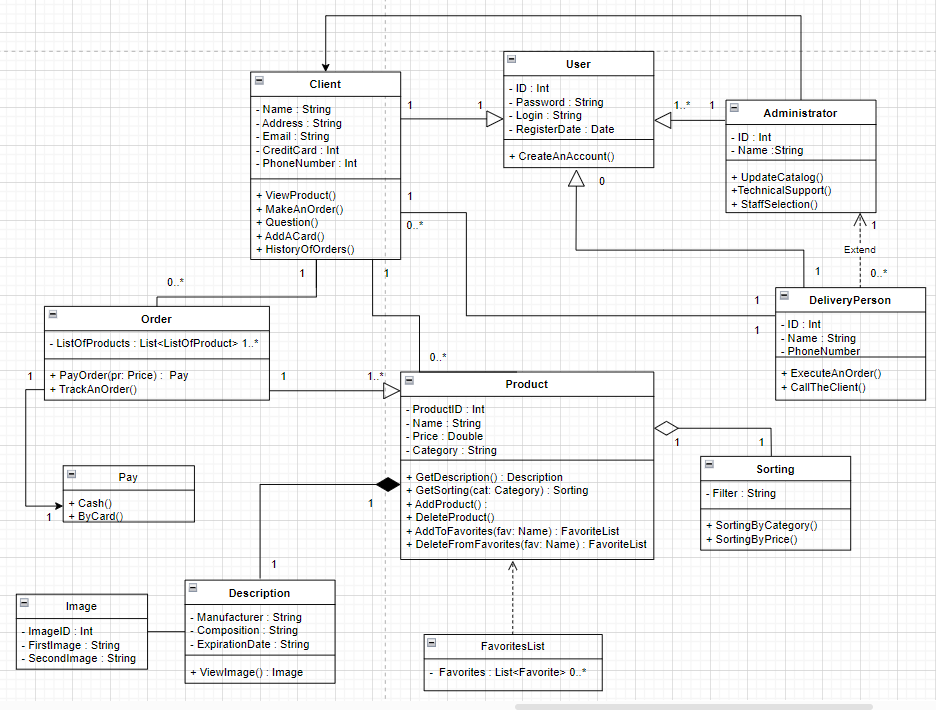 User
- ID : Int
- Password : String
- Login : String
- RegisterDate : Date
+ CreateAnAccount()
Client
- Name : String
- Address : String
- Email : String
- CreditCard : Int
- PhoneNumber : Int
+ ViewProduct()
+ MakeAnOrder()
+ Question()
+ AddACard()
+ HistoryOfOrders()
1
1
1..*
1
Administrator
- ID : Int
- Name :String
+ UpdateCatalog()
+TechnicalSupport()
+ StaffSelection()
0
1
0..*
1
Extend
0..*
1
1
0..*
1
1
1
DeliveryPerson
- ID : Int
- Name : String
- PhoneNumber
+ ExecuteAnOrder()
+ CallTheClient()
Order
- ListOfProducts : List<ListOfProduct> 1..*
+ PayOrder(pr: Price) : Pay
+ TrackAnOrder()
0..*
1
1
1..*
Product
- ProductID : Int
- Name : String
- Price : Double
- Category : String
+ GetDescription() : Description
+ GetSorting(cat: Category) : Sorting
+ AddProduct() :
+ DeleteProduct()
+ AddToFavorites(fav: Name) : FavoriteList
+ DeleteFromFavorites(fav: Name) : FavoriteList
1
1
Sorting
- Filter : String
+ SortingByCategory()
+ SortingByPrice()
Pay
+ Cash()
+ ByCard()
1
1
1
Description
- Manufacturer : String
- Composition : String
- ExpirationDate : String
+ ViewImage() : Image
Image
- ImageID : Int
- FirstImage : String
- SecondImage : String
FavoritesList
- Favorites : List<Favorite> 0..*